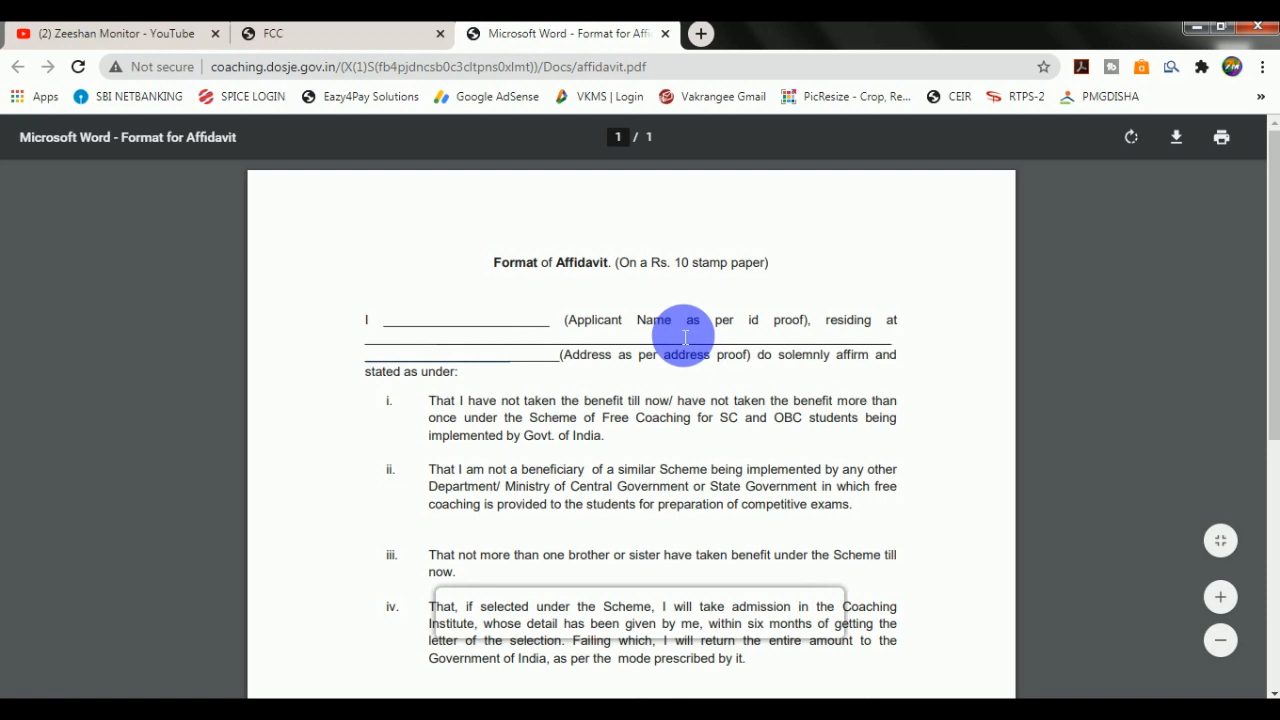 (2) Zeeshan Monitor - YouTube
FCC
Microsoft Word - Format for Affi
Not secure
coaching.dosje.gov.in/(X(1)S(fb4pjdncsb0c3cltpns0xlmt))/Docs/affidavit.pdf
Apps
SBI NETBANKING
SPICE LOGIN
Eazy4Pay Solutions
Google AdSense
VKMS | Login
Vakrangee Gmail
PicResize - Crop, Re...
CEIR
RTPS-2
PMGDISHA
»
Microsoft Word - Format for Affidavit
1 / 1
Format of Affidavit. (On a Rs. 10 stamp paper)
I ______________________ (Applicant Name as per id proof), residing at
______________________________________________________________________
__________________________(Address as per address proof) do solemnly affirm and
stated as under:
i. That I have not taken the benefit till now/ have not taken the benefit more than
once under the Scheme of Free Coaching for SC and OBC students being
implemented by Govt. of India.
ii. That I am not a beneficiary of a similar Scheme being implemented by any other
Department/ Ministry of Central Government or State Government in which free
coaching is provided to the students for preparation of competitive exams.
iii. That not more than one brother or sister have taken benefit under the Scheme till
now.
iv. That, if selected under the Scheme, I will take admission in the Coaching
Institute, whose detail has been given by me, within six months of getting the
letter of the selection. Failing which, I will return the entire amount to the
Government of India, as per the mode prescribed by it.